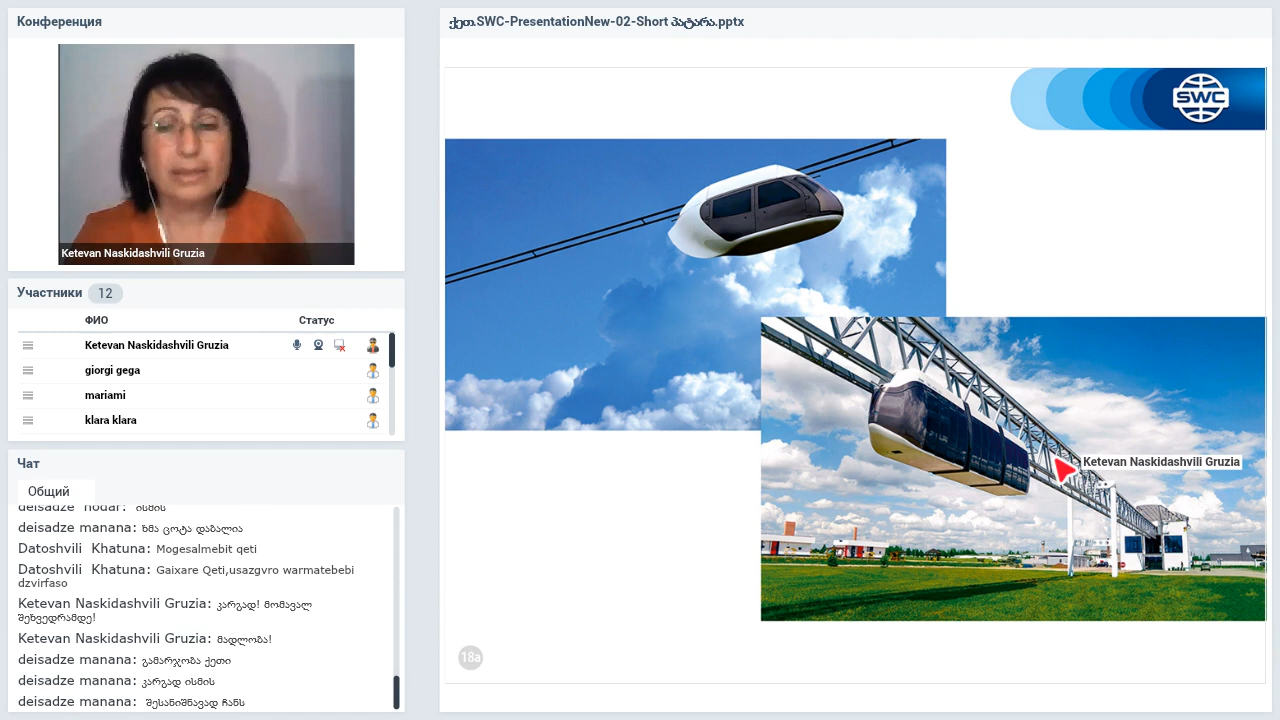 Конференция
Ketevan Naskidashvili Gruzia
Участники 12
ФИО Статус
Ketevan Naskidashvili Gruzia
giorgi gega
mariami
klara klara
Чат
Общий
deisadze nodar: ისმის
deisadze manana: ხმა ცოტა დაბალია
Datoshvili Khatuna: Mogesalmebit qeti
Datoshvili Khatuna: Gaixare Qeti,usazgvro warmatebebi
dzvirfaso
Ketevan Naskidashvili Gruzia: კარგად! მომავალ
შეხვედრამდე!
Ketevan Naskidashvili Gruzia: მადლობა!
deisadze manana: გამარჯობა ქეთი
deisadze manana: კარგად ისმის
deisadze manana: შესანიშნავად ჩანს
ქეთ.SWC-PresentationNew-02-Short პატარა.pptx
SWC
Ketevan Naskidashvili Gruzia
18a